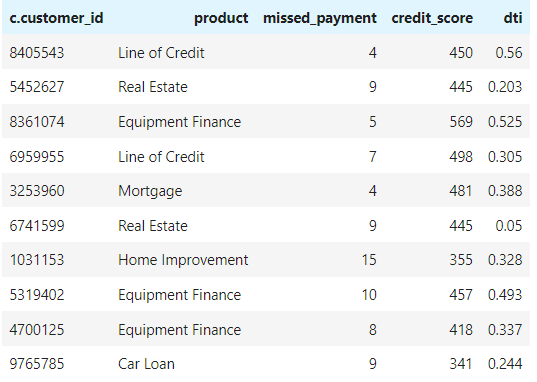 c.customer_id product missed_payment credit_score dti
8405543 Line of Credit 4 450 0.56
5452627 Real Estate 9 445 0.203
8361074 Equipment Finance 5 569 0.525
6959955 Line of Credit 7 498 0.305
3253960 Mortgage 4 481 0.388
6741599 Real Estate 9 445 0.05
1031153 Home Improvement 15 355 0.328
5319402 Equipment Finance 10 457 0.493
4700125 Equipment Finance 8 418 0.337
9765785 Car Loan 9 341 0.244